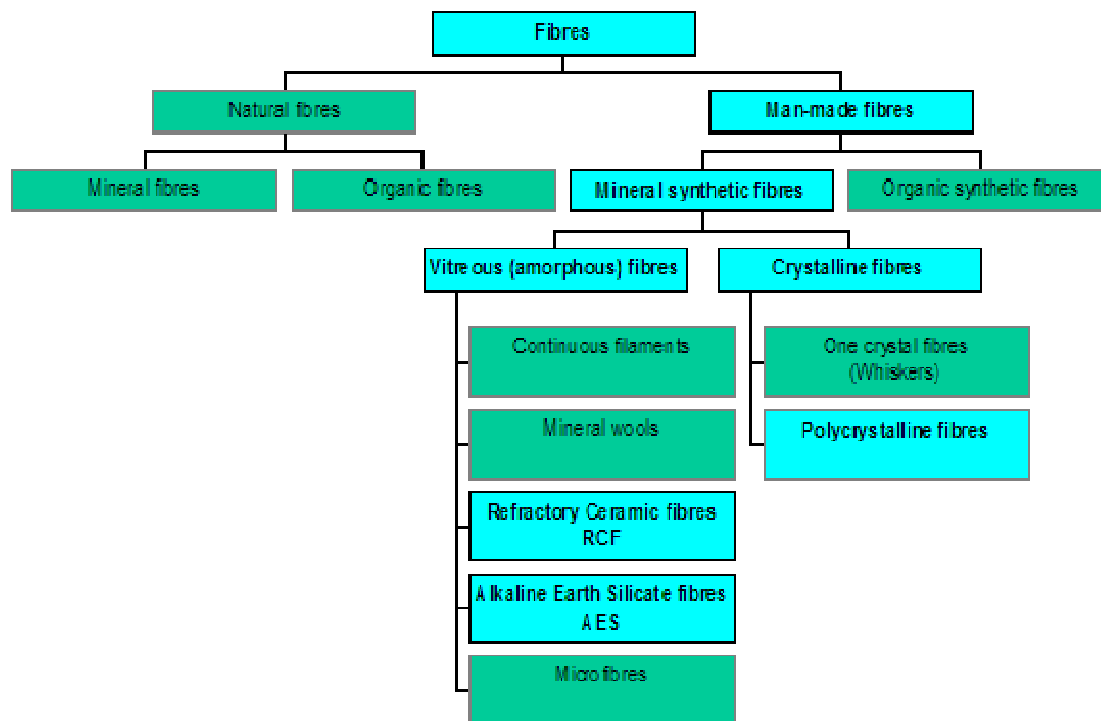 Fibres
Natural fibres
Man-made fibres
Mineral fibres
Organic fibres
Mineral synthetic fibres
Organic synthetic fibres
Vitreous (amorphous) fibres
Crystalline fibres
Continuous filaments
One crystal fibres
(Whiskers)
Mineral wools
Polycrystalline fibres
Refractory Ceramic fibres
RCF
Alkaline Earth Silicate fibres
AES
Microfibres